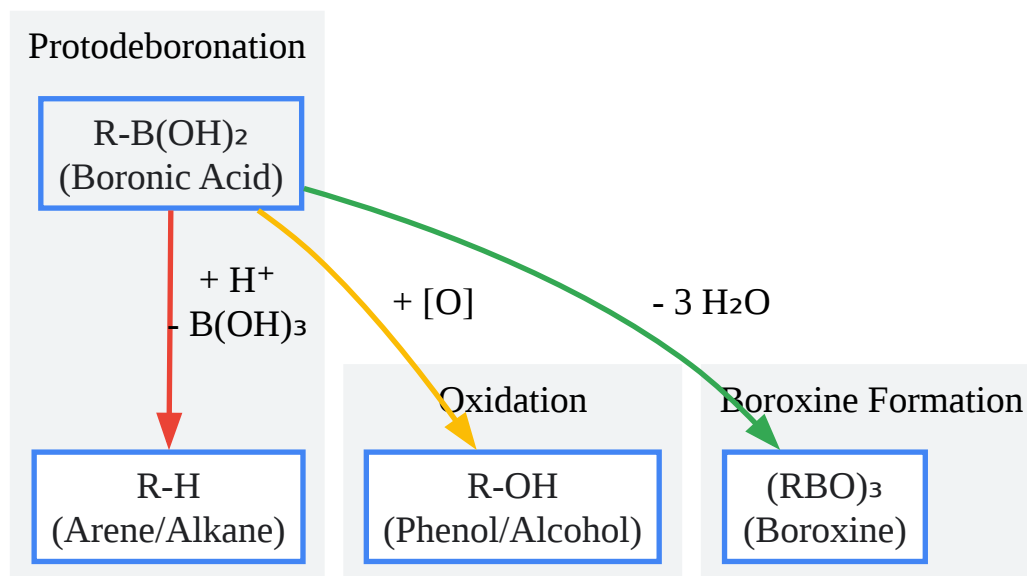 Protodeboronation
R-B(OH)₂
(Boronic Acid)
+ H⁺
- B(OH)₃
+ [O]
- 3 H₂O
Oxidation
Boroxine Formation
R-H
(Arene/Alkane)
R-OH
(Phenol/Alcohol)
(RBO)₃
(Boroxine)